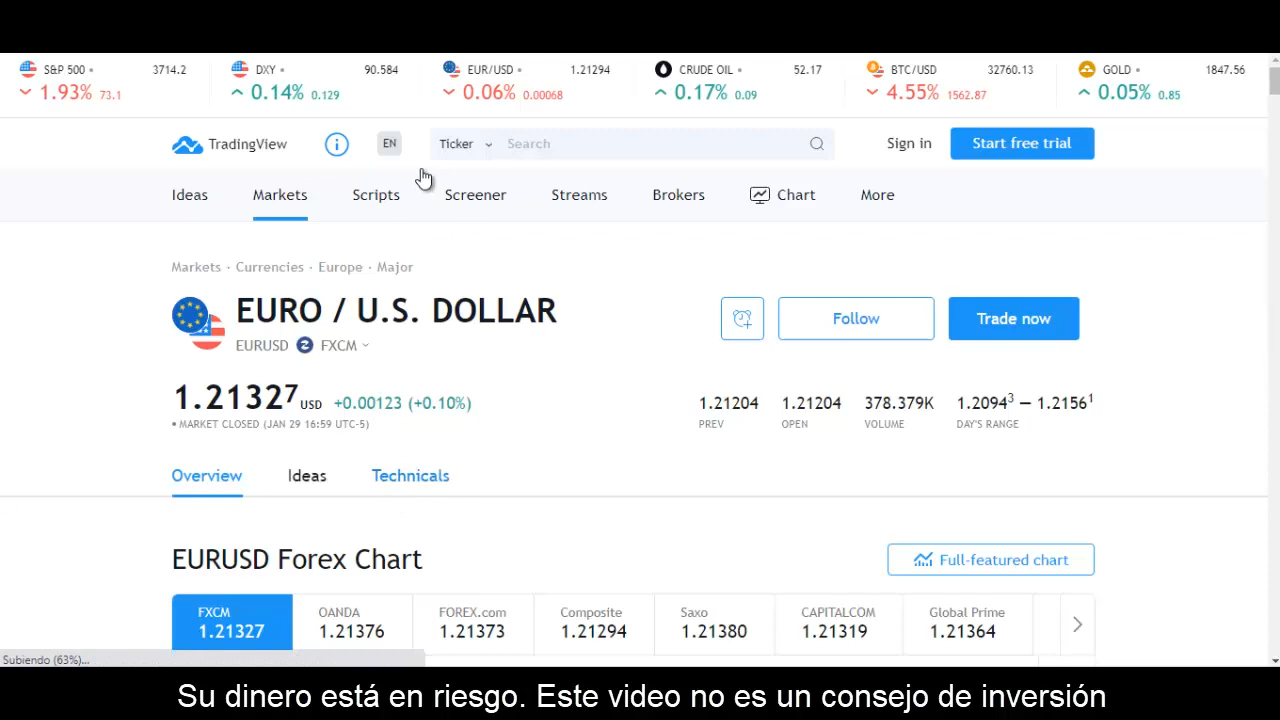 S&P 500 3714.2
1.93% 73.1
DXY 90.584
0.14% 0.129
EUR/USD 1.21294
0.06% 0.00068
CRUDE OIL 52.17
0.17% 0.09
BTC/USD 32760.13
4.55% 1562.87
GOLD 1847.56
0.05% 0.85
TradingView i EN Ticker Search Sign in Start free trial
Ideas Markets Scripts Screener Streams Brokers Chart More
Markets · Currencies · Europe · Major
EURO / U.S. DOLLAR
EURUSD FXCM
Follow Trade now
1.21327 USD +0.00123 (+0.10%)
• MARKET CLOSED (JAN 29 16:59 UTC-5)
1.21204 1.21204 378.379K 1.20943 — 1.21561
PREV OPEN VOLUME DAY'S RANGE
Overview Ideas Technicals
EURUSD Forex Chart Full-featured chart
FXCM OANDA FOREX.com Composite Saxo CAPITALCOM Global Prime
1.21327 1.21376 1.21373 1.21294 1.21380 1.21319 1.21364
Subiendo (63%)...
Su dinero está en riesgo. Este video no es un consejo de inversión